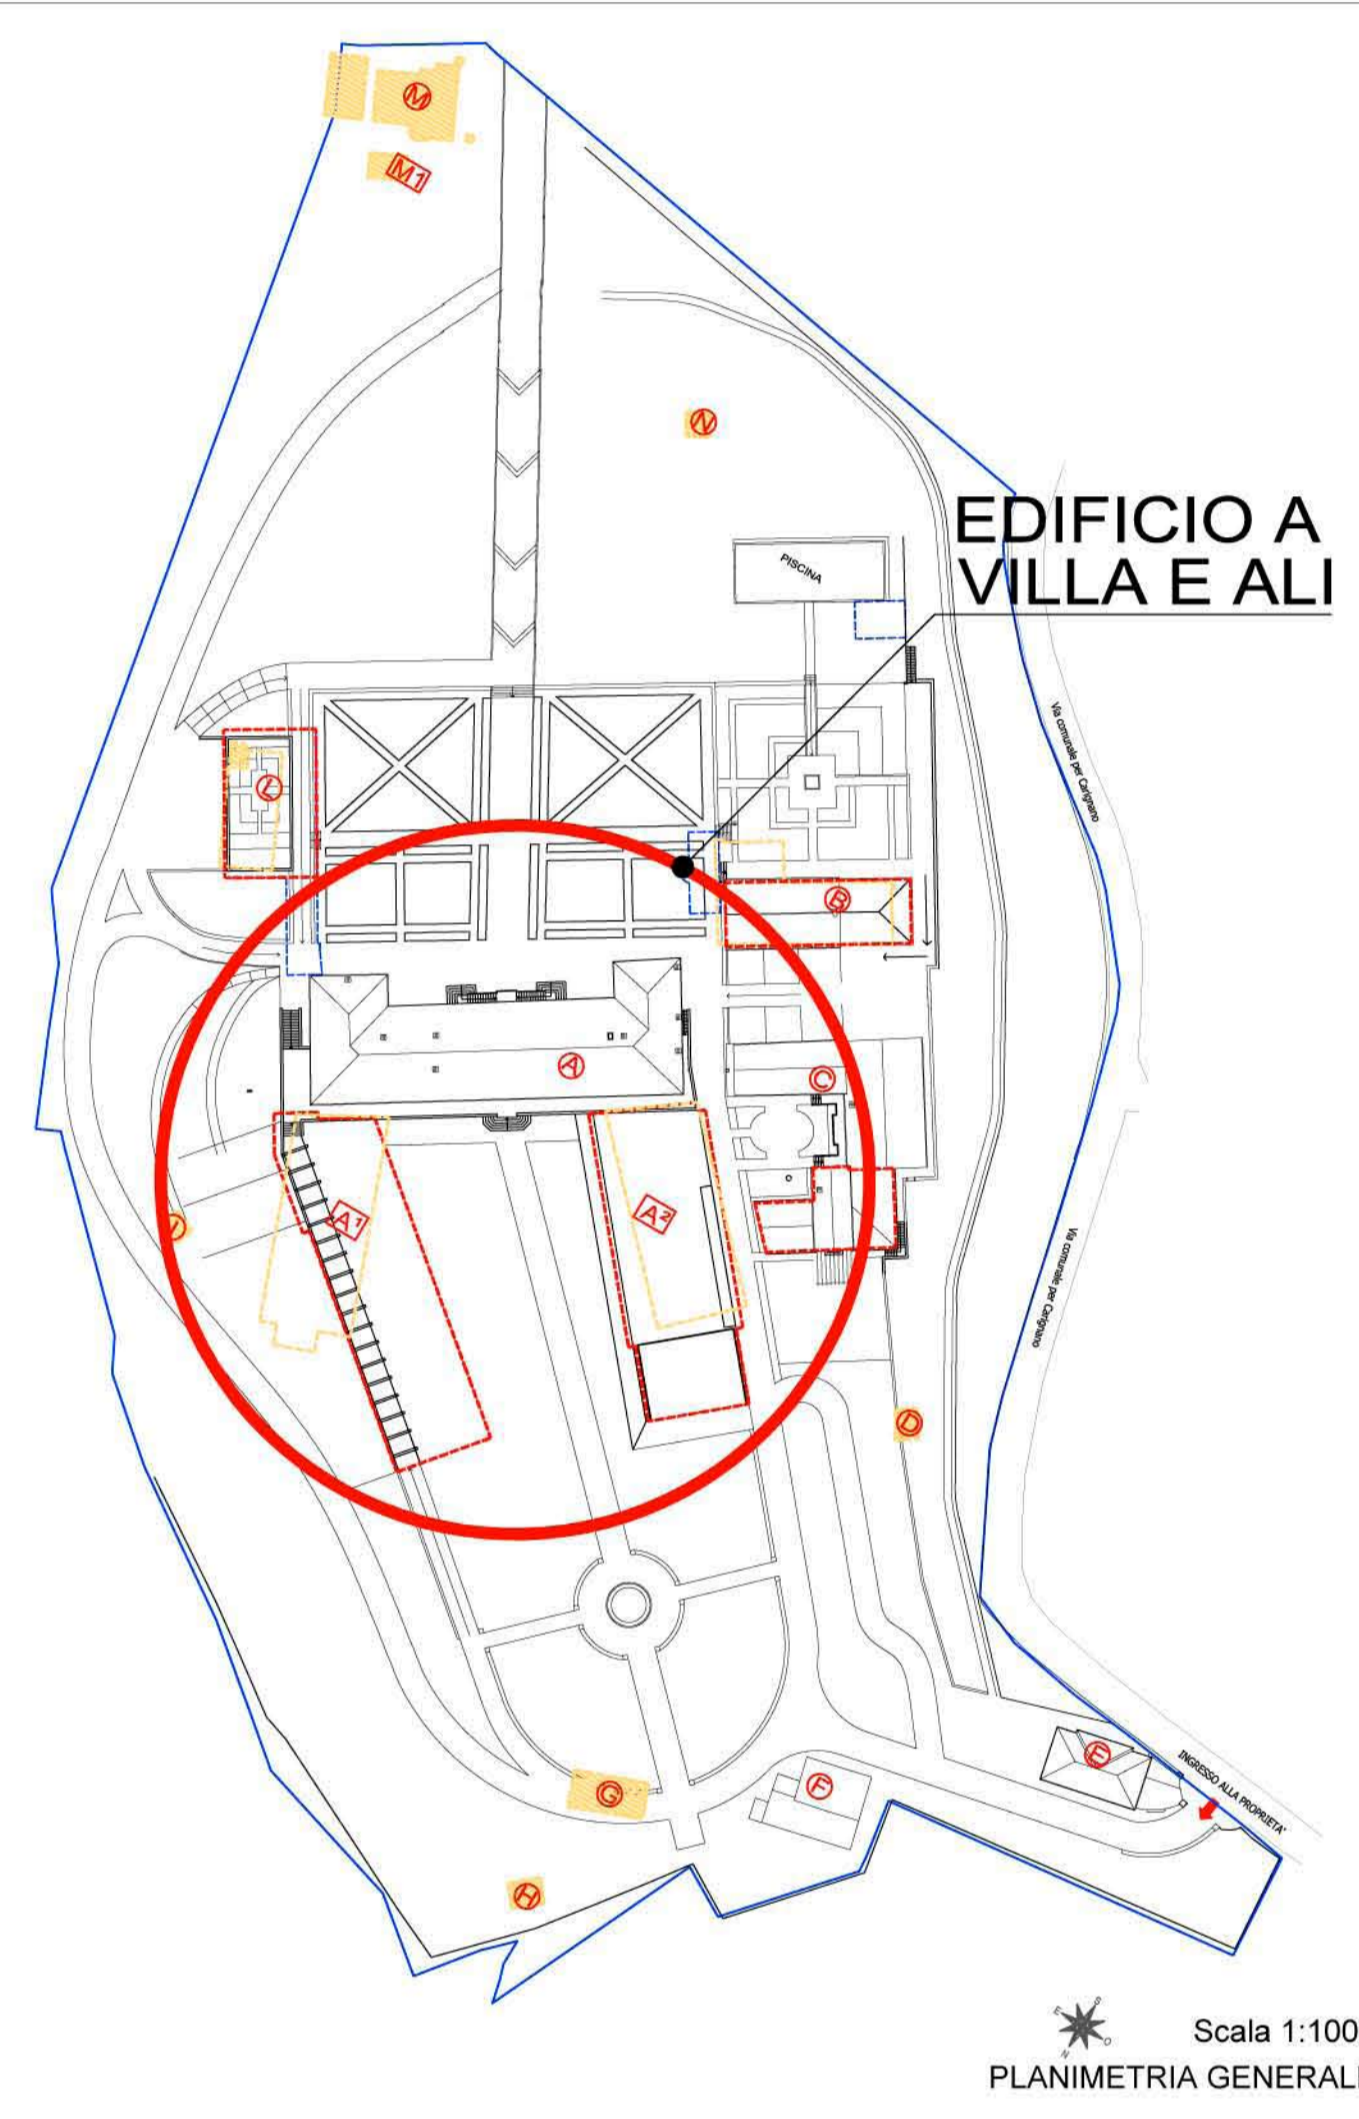 M
M1
N
EDIFICIO A
VILLA E ALI
PISCINA
Via comunale per Carignano
L
B
A
C
A1
A2
I
Via comunale per Carignano
D
E
INGRESSO ALLA PROPRIETA'
F
G
H
S
E
O
N
Scala 1:100
PLANIMETRIA GENERAL